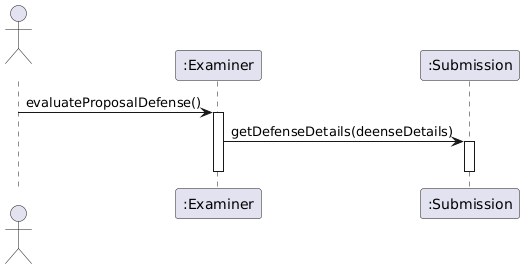 :Examiner
:Submission
evaluateProposalDefense()
getDefenseDetails(deenseDetails)
:Examiner
:Submission